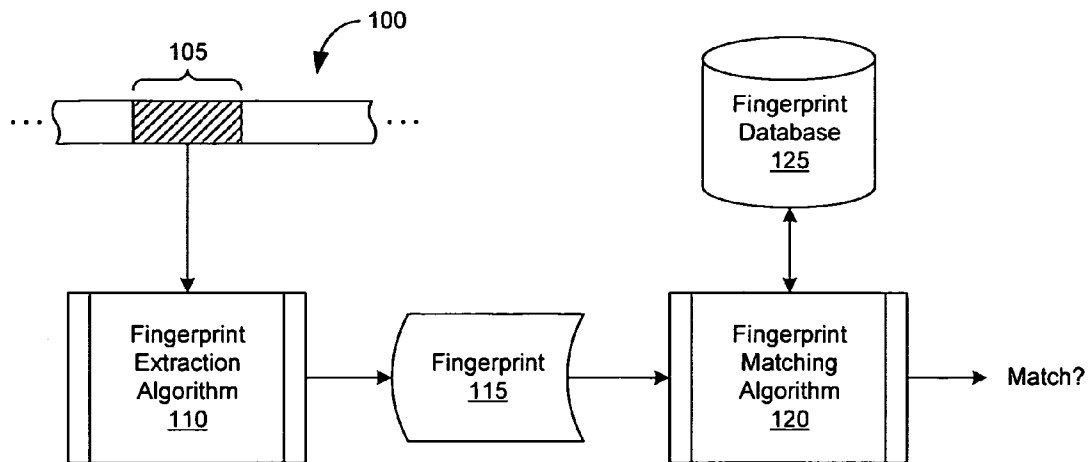 100
105
... ...
Fingerprint
Database
125
Fingerprint
Extraction
Algorithm
110
Fingerprint
115
Fingerprint
Matching
Algorithm
120
Match?